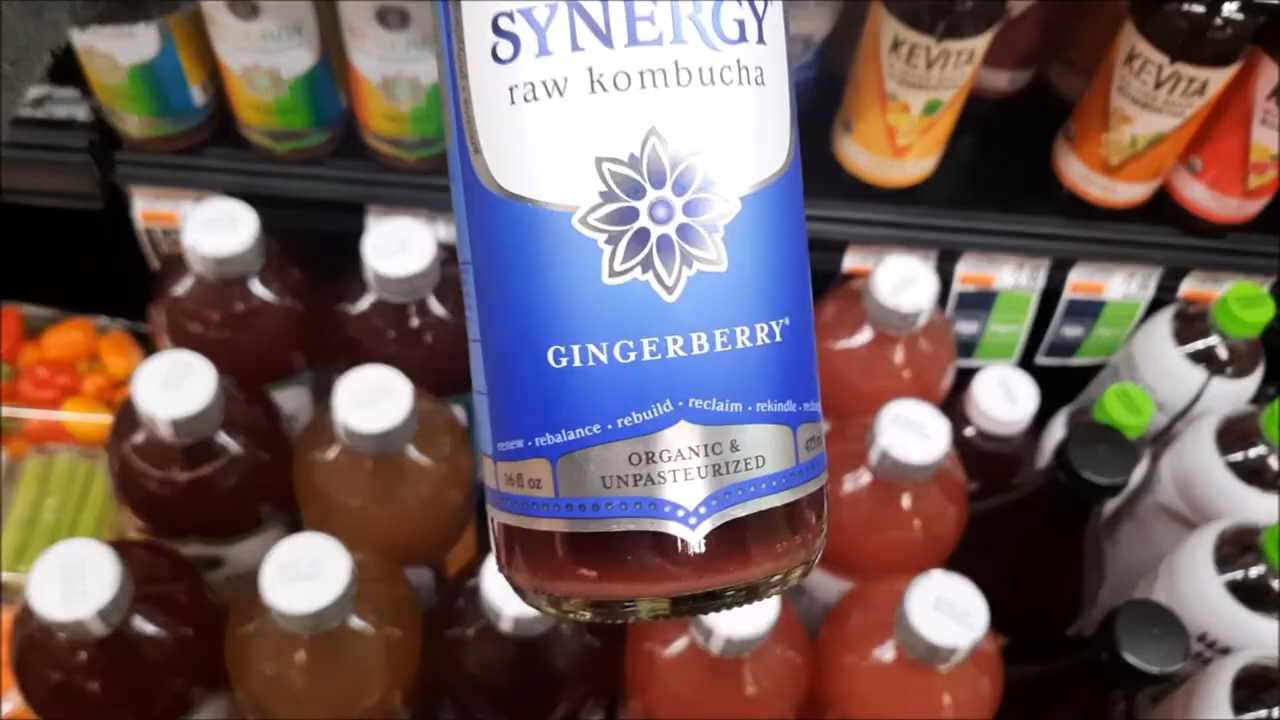 SYNERGY
raw kombucha
KEVITA
KEVITA
GINGERBERRY®
renew · rebalance · rebuild · reclaim · rekindle ·
16 fl oz
ORGANIC &
UNPASTEURIZED